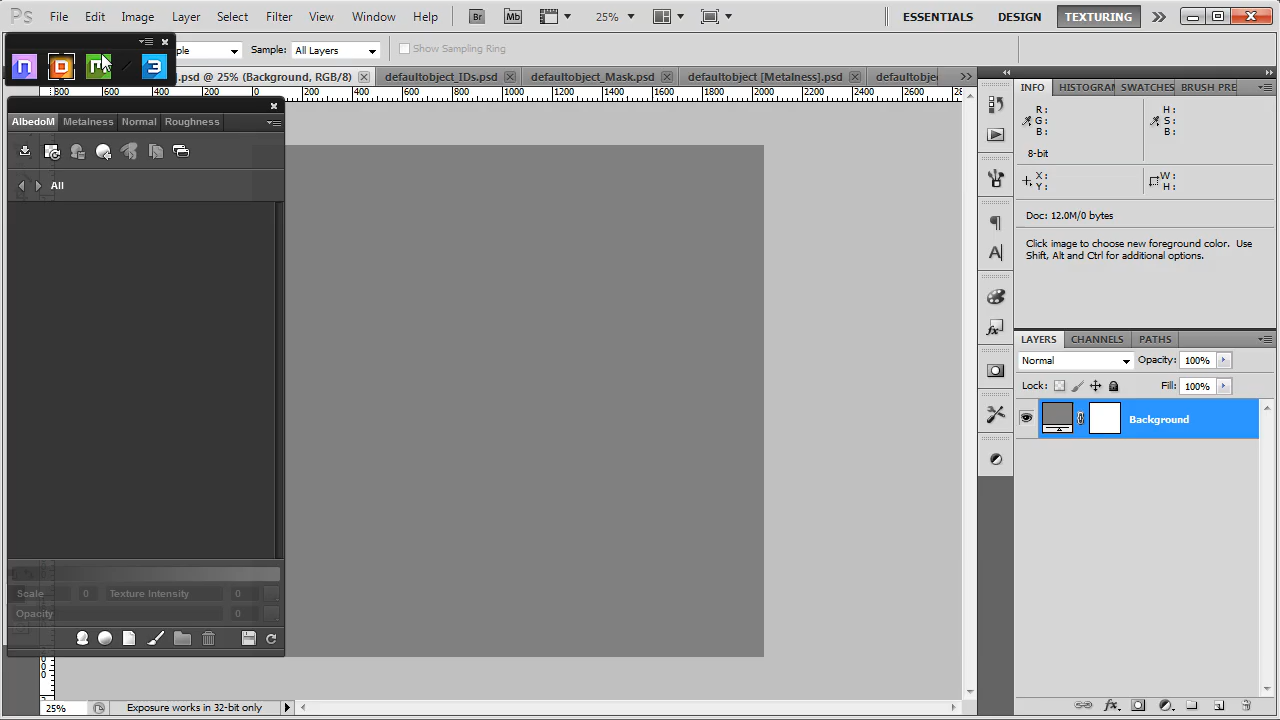 Ps File Edit Image Layer Select Filter View Window Help Br Mb 25% ESSENTIALS DESIGN TEXTURING
ple Sample: All Layers Show Sampling Ring
.psd @ 25% (Background, RGB/8) defaultobject_IDs.psd defaultobject_Mask.psd defaultobject [Metalness].psd defaultobje
800 600 400 200 0 200 400 600 800 1000 1200 1400 1600 1800 2000 2200 2400 2600 280
AlbedoM Metalness Normal Roughness
All
Scale 0 Texture Intensity 0
Opacity 0
25% Exposure works in 32-bit only
INFO HISTOGRAM SWATCHES BRUSH PRE
R: H:
G: S:
B: B:
8-bit
X: W:
Y: H:
Doc: 12.0M/0 bytes
Click image to choose new foreground color. Use
Shift, Alt and Ctrl for additional options.
LAYERS CHANNELS PATHS
Normal Opacity: 100%
Lock: Fill: 100%
Background